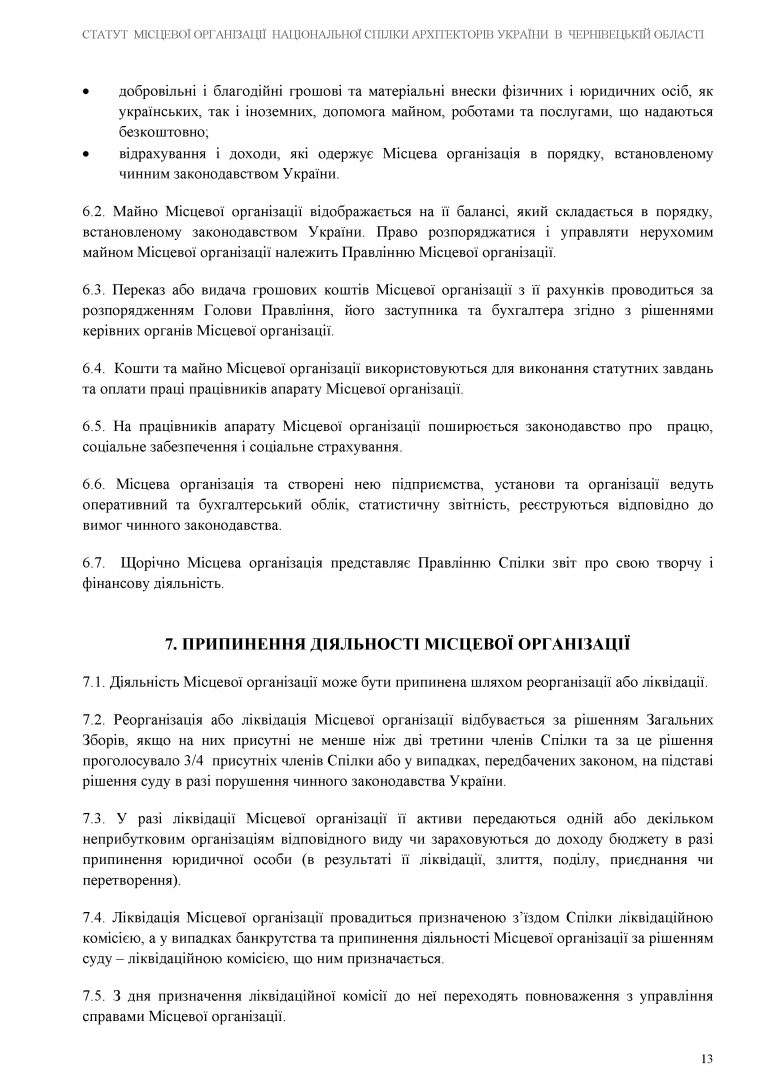 СТАТУТ МІСЦЕВОЇ ОРГАНІЗАЦІЇ НАЦІОНАЛЬНОЇ СПІЛКИ АРХІТЕКТОРІВ УКРАЇНИ В ЧЕРНІВЕЦЬКІЙ ОБЛАСТІ
• добровільні і благодійні грошові та матеріальні внески фізичних і юридичних осіб, як
українських, так і іноземних, допомога майном, роботами та послугами, що надаються
безкоштовно;
• відрахування і доходи, які одержує Місцева організація в порядку, встановленому
чинним законодавством України.
6.2. Майно Місцевої організації відображається на її балансі, який складається в порядку,
встановленому законодавством України. Право розпоряджатися і управляти нерухомим
майном Місцевої організації належить Правлінню Місцевої організації.
6.3. Переказ або видача грошових коштів Місцевої організації з її рахунків проводиться за
розпорядженням Голови Правління, його заступника та бухгалтера згідно з рішеннями
керівних органів Місцевої організації.
6.4. Кошти та майно Місцевої організації використовуються для виконання статутних завдань
та оплати праці працівників апарату Місцевої організації.
6.5. На працівників апарату Місцевої організації поширюється законодавство про працю,
соціальне забезпечення і соціальне страхування.
6.6. Місцева організація та створені нею підприємства, установи та організації ведуть
оперативний та бухгалтерський облік, статистичну звітність, реєструються відповідно до
вимог чинного законодавства.
6.7. Щорічно Місцева організація представляє Правлінню Спілки звіт про свою творчу і
фінансову діяльність.
7. ПРИПИНЕННЯ ДІЯЛЬНОСТІ МІСЦЕВОЇ ОРГАНІЗАЦІЇ
7.1. Діяльність Місцевої організації може бути припинена шляхом реорганізації або ліквідації.
7.2. Реорганізація або ліквідація Місцевої організації відбувається за рішенням Загальних
Зборів, якщо на них присутні не менше ніж дві третини членів Спілки та за це рішення
проголосувало 3/4 присутніх членів Спілки або у випадках, передбачених законом, на підставі
рішення суду в разі порушення чинного законодавства України.
7.3. У разі ліквідації Місцевої організації її активи передаються одній або декільком
неприбутковим організаціям відповідного виду чи зараховуються до доходу бюджету в разі
припинення юридичної особи (в результаті її ліквідації, злиття, поділу, приєднання чи
перетворення).
7.4. Ліквідація Місцевої організації провадиться призначеною з’їздом Спілки ліквідаційною
комісією, а у випадках банкрутства та припинення діяльності Місцевої організації за рішенням
суду – ліквідаційною комісією, що ним призначається.
7.5. З дня призначення ліквідаційної комісії до неї переходять повноваження з управління
справами Місцевої організації.
13